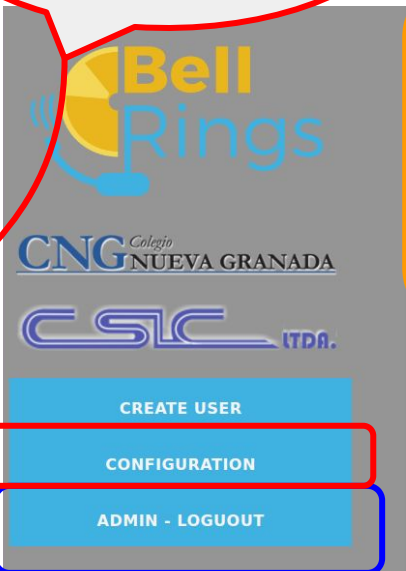 Bell
Rings
CNG Colegio
NUEVA GRANADA
CSLC LTDA.
CREATE USER
CONFIGURATION
ADMIN - LOGUOUT